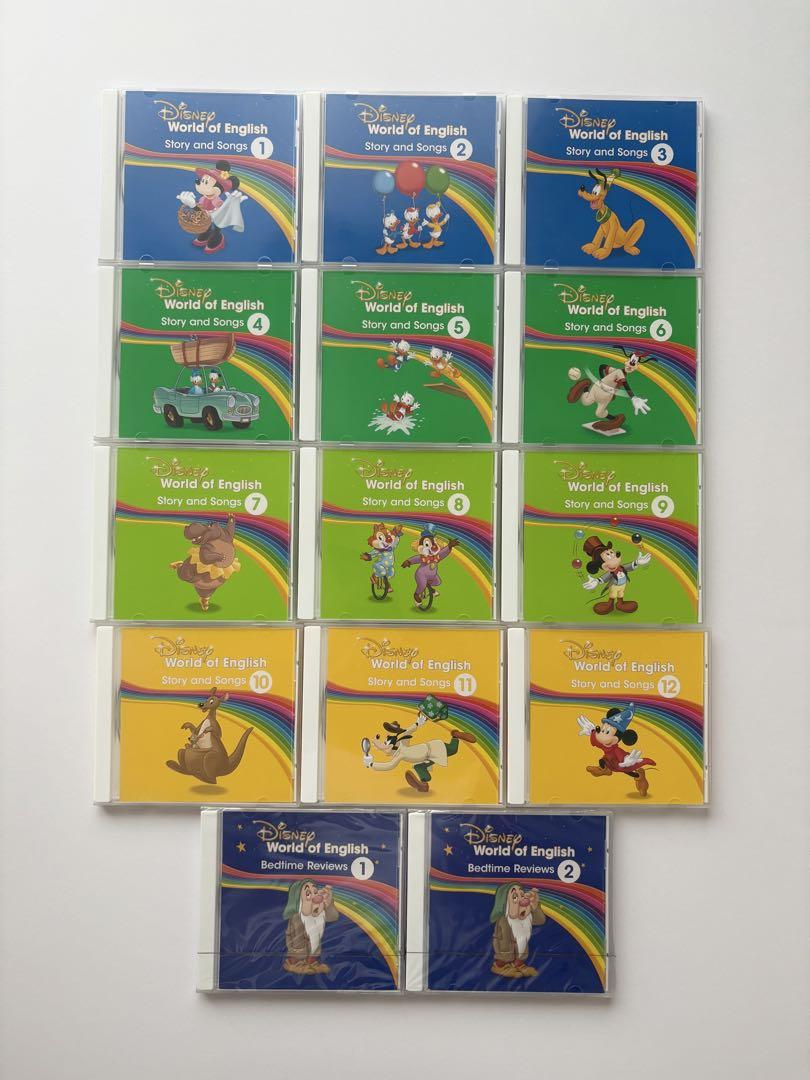 Disney
World of English
Story and Songs 1
Disney
World of English
Story and Songs 2
Disney
World of English
Story and Songs 3
Disney
World of English
Story and Songs 4
Disney
World of English
Story and Songs 5
Disney
World of English
Story and Songs 6
Disney
World of English
Story and Songs 7
Disney
World of English
Story and Songs 8
Disney
World of English
Story and Songs 9
Disney
World of English
Story and Songs 10
Disney
World of English
Story and Songs 11
Disney
World of English
Story and Songs 12
Disney
World of English
Bedtime Reviews 1
Disney
World of English
Bedtime Reviews 2